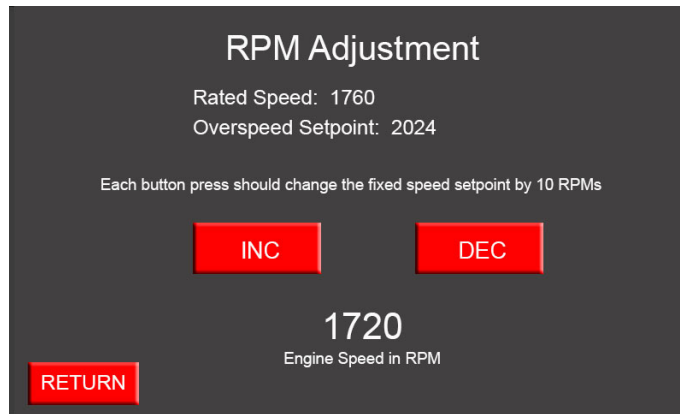 RPM Adjustment
Rated Speed: 1760
Overspeed Setpoint: 2024
Each button press should change the fixed speed setpoint by 10 RPMs
INC
DEC
1720
Engine Speed in RPM
RETURN